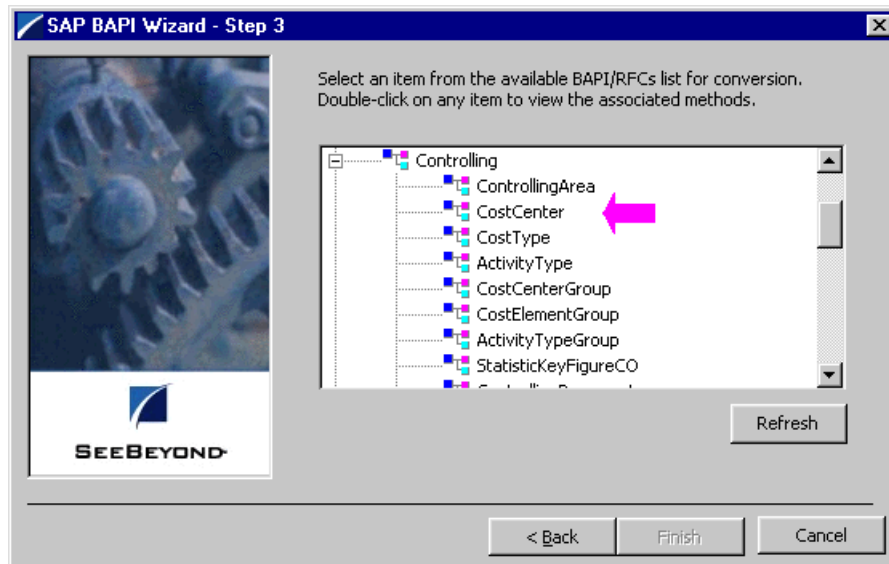 SAP BAPI Wizard - Step 3
Select an item from the available BAPI/RFCs list for conversion.
Double-click on any item to view the associated methods.
Controlling
ControllingArea
CostCenter
CostType
ActivityType
CostCenterGroup
CostElementGroup
ActivityTypeGroup
StatisticKeyFigureCO
Refresh
SEEBEYOND
< Back
Finish
Cancel